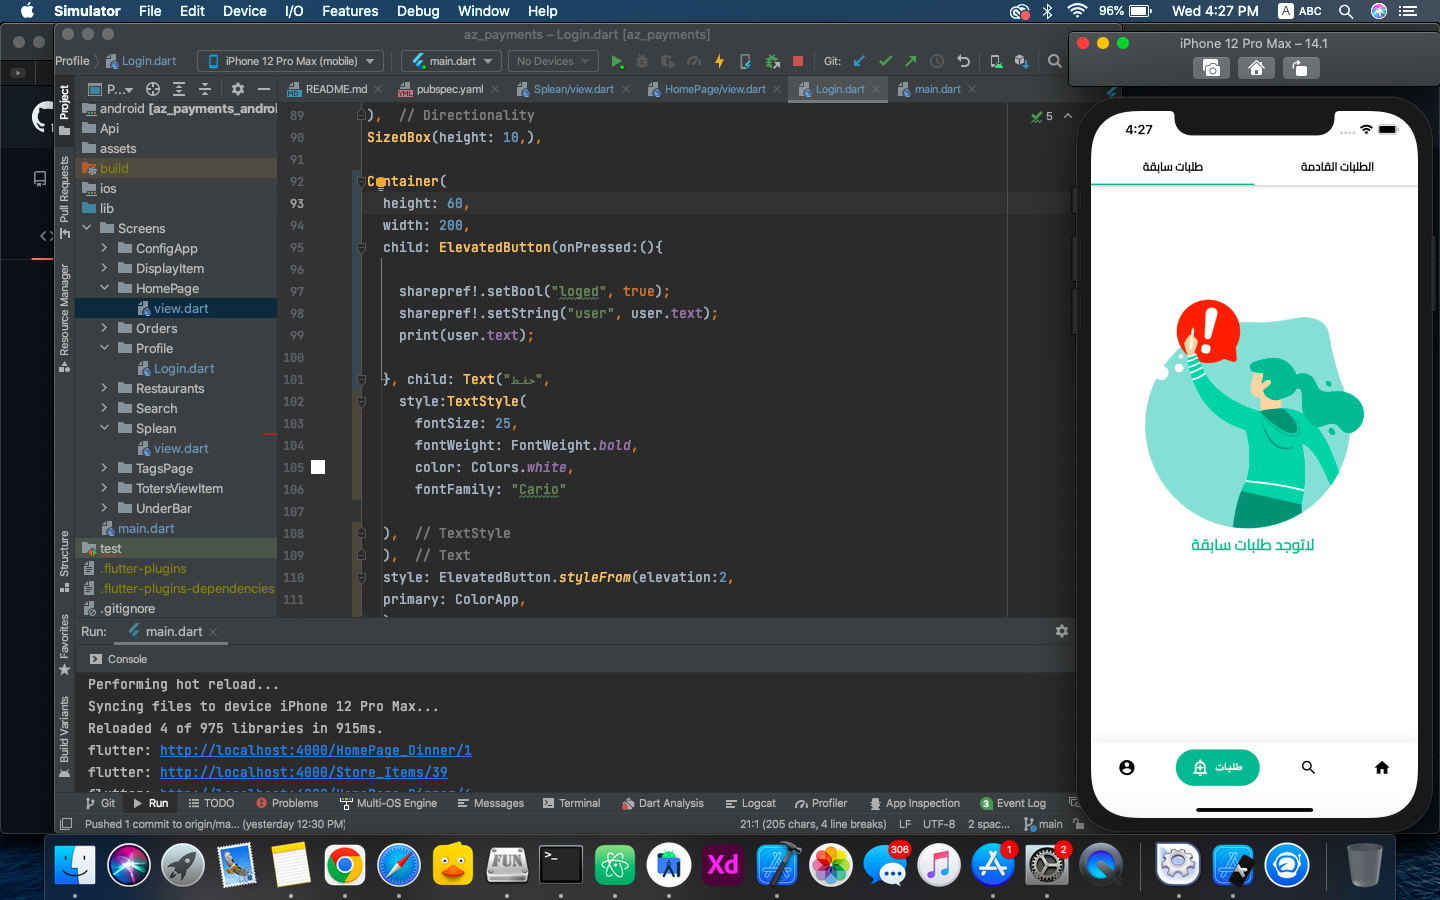 Simulator File Edit Device I/O Features Debug Window Help 96% Wed 4:27 PM A ABC
az_payments – Login.dart [az_payments]
iPhone 12 Pro Max – 14.1
Profile Login.dart iPhone 12 Pro Max (mobile) main.dart No Devices Git:
Project
P... README.md pubspec.yaml Splean/view.dart HomePage/view.dart Login.dart main.dart
android [az_payments_androi
Api
assets
build
ios
lib
Screens
ConfigApp
DisplayItem
HomePage
view.dart
Orders
Profile
Login.dart
Restaurants
Search
Splean
view.dart
TagsPage
TotersViewItem
UnderBar
main.dart
test
.flutter-plugins
.flutter-plugins-dependencies
.gitignore
Pull Requests
Resource Manager
Structure
Favorites
Build Variants
89 ), // Directionality
5
90 SizedBox(height: 10,),
91
92 Container(
93 height: 60,
94 width: 200,
95 child: ElevatedButton(onPressed:(){
96
97 sharepref!.setBool("loged", true);
98 sharepref!.setString("user", user.text);
99 print(user.text);
100
101 }, child: Text("حفظ",
102 style:TextStyle(
103 fontSize: 25,
104 fontWeight: FontWeight.bold,
105 color: Colors.white,
106 fontFamily: "Cario"
107
108 ), // TextStyle
109 ), // Text
110 style: ElevatedButton.styleFrom(elevation:2,
111 primary: ColorApp,
Run: main.dart
Console
Performing hot reload...
Syncing files to device iPhone 12 Pro Max...
Reloaded 4 of 975 libraries in 915ms.
flutter: http://localhost:4000/HomePage_Dinner/1
flutter: http://localhost:4000/Store_Items/39
Git Run TODO Problems Multi-OS Engine Messages Terminal Dart Analysis Logcat Profiler App Inspection 3 Event Log
Pushed 1 commit to origin/ma... (yesterday 12:30 PM) 21:1 (205 chars, 4 line breaks) LF UTF-8 2 spac... main
4:27
الطلبات القادمة
طلبات سابقة
!
لاتوجد طلبات سابقة
طلبات
FUN
>_
Xd
306
1
2